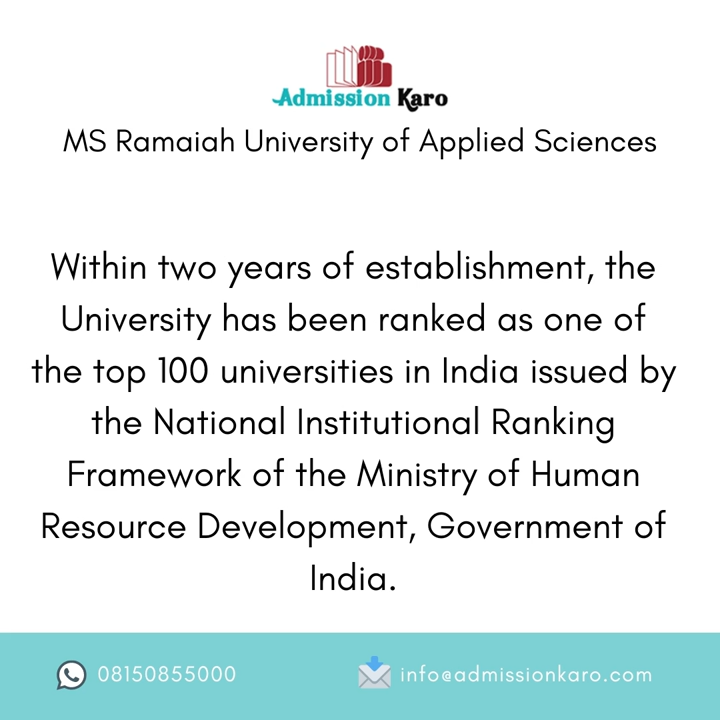 Admission Karo
MS Ramaiah University of Applied Sciences
Within two years of establishment, the
University has been ranked as one of
the top 100 universities in India issued by
the National Institutional Ranking
Framework of the Ministry of Human
Resource Development, Government of
India.
08150855000
info@admissionkaro.com